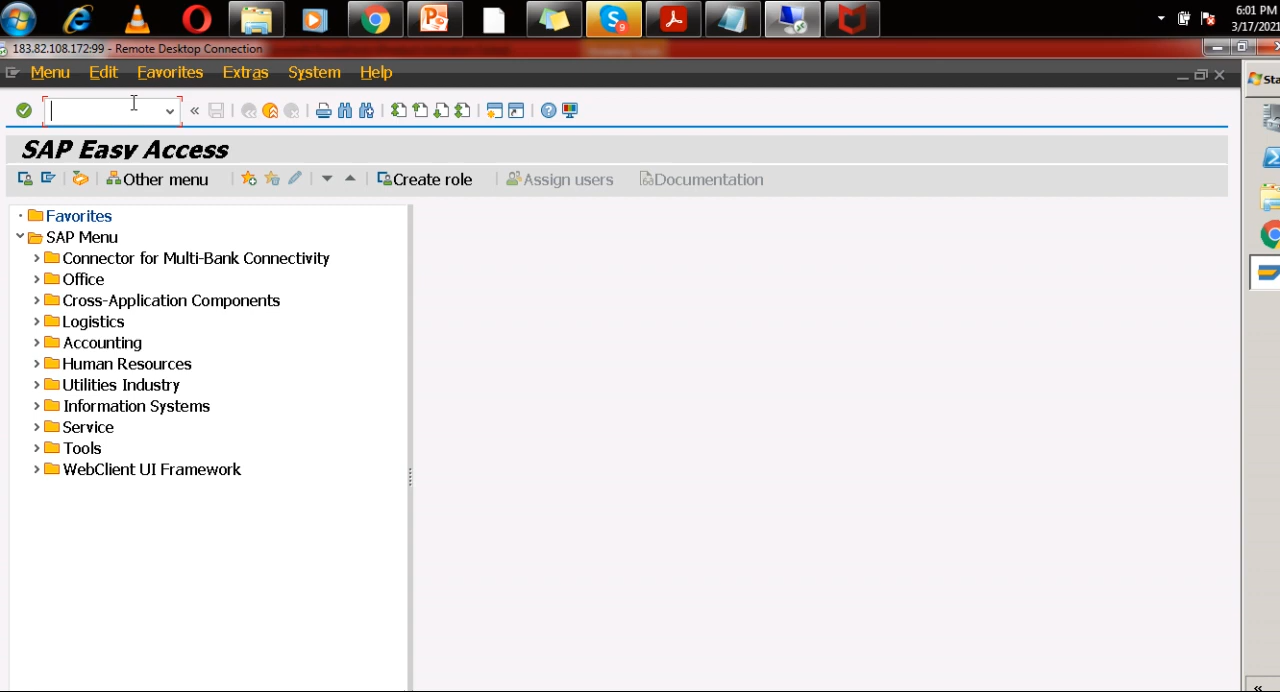 6:01 PM
3/17/2021
183.82.108.172:99 - Remote Desktop Connection
Menu Edit Favorites Extras System Help
SAP Easy Access
Other menu Create role Assign users Documentation
Favorites
SAP Menu
Connector for Multi-Bank Connectivity
Office
Cross-Application Components
Logistics
Accounting
Human Resources
Utilities Industry
Information Systems
Service
Tools
WebClient UI Framework
Sta